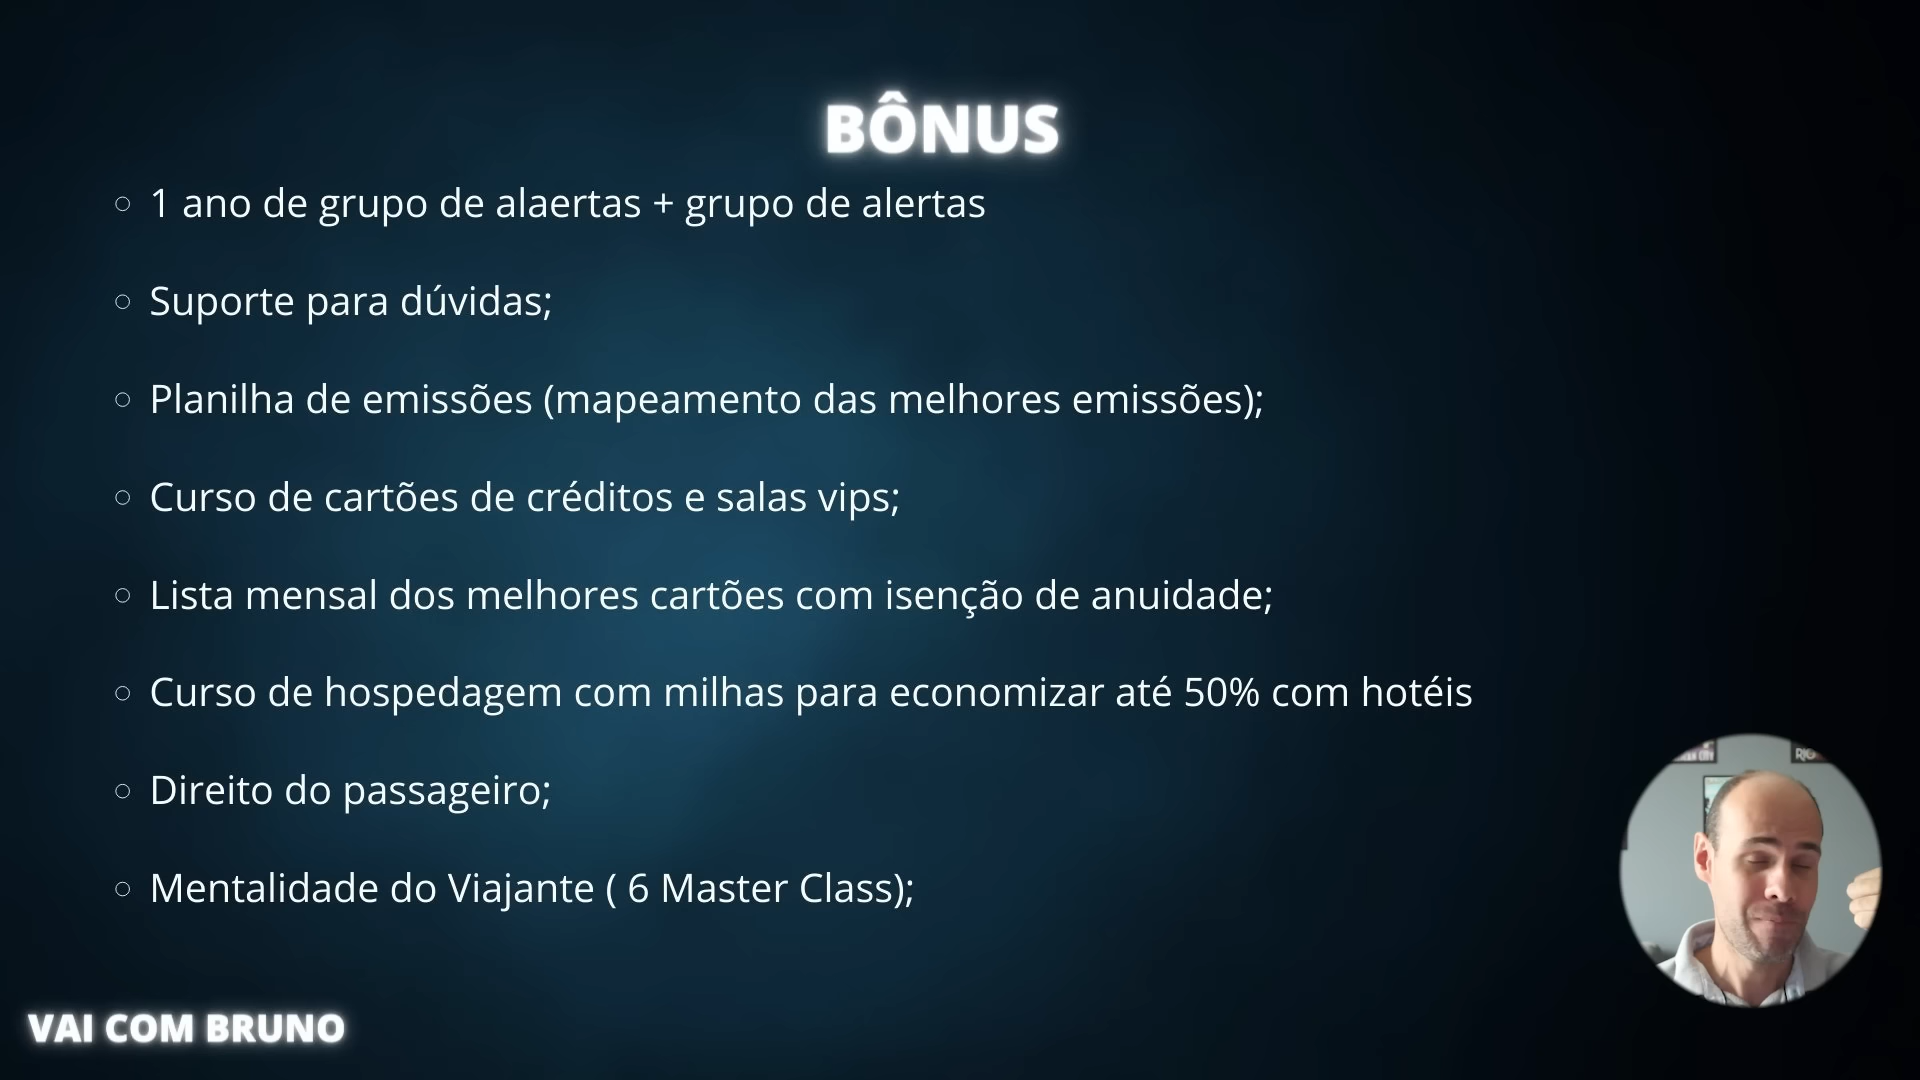 BÔNUS
1 ano de grupo de alaertas + grupo de alertas
Suporte para dúvidas;
Planilha de emissões (mapeamento das melhores emissões);
Curso de cartões de créditos e salas vips;
Lista mensal dos melhores cartões com isenção de anuidade;
Curso de hospedagem com milhas para economizar até 50% com hotéis
Direito do passageiro;
Mentalidade do Viajante ( 6 Master Class);
VAI COM BRUNO